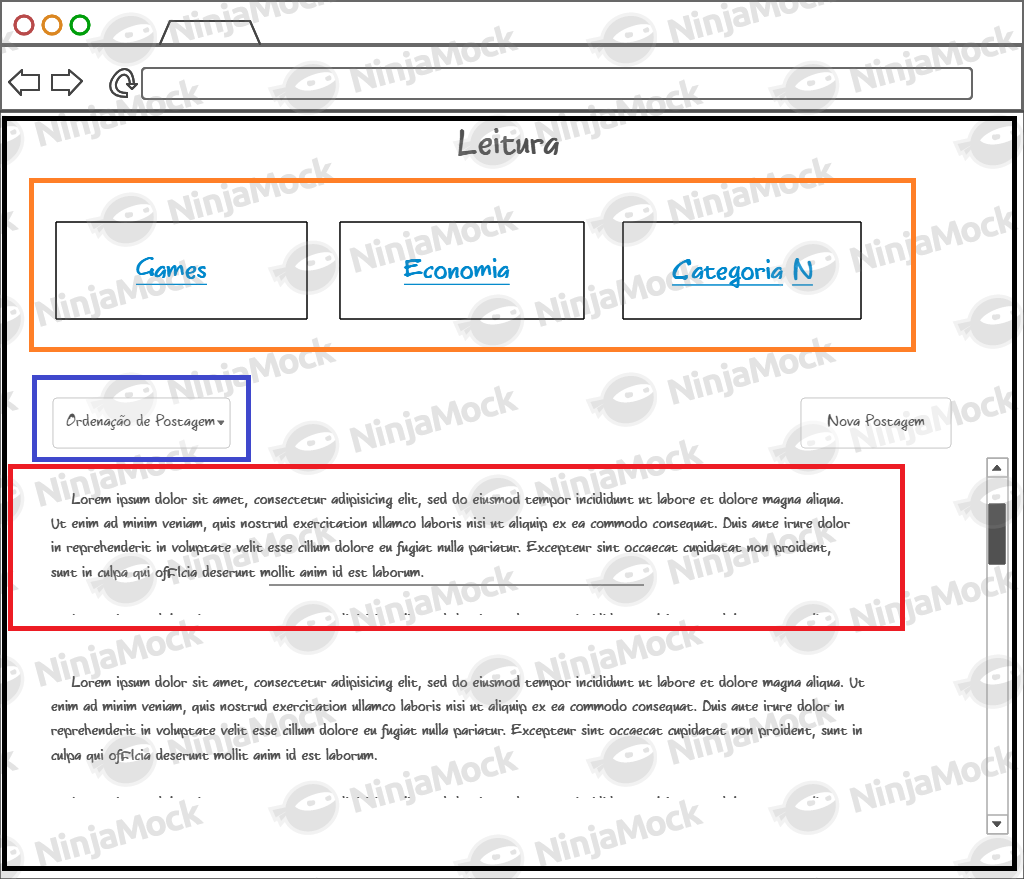 Leitura
Games
Economia
Categoria N
Ordenação de Postagem
Nova Postagem
Lorem ipsum dolor sit amet, consectetur adipisicing elit, sed do eiusmod tempor incididunt ut labore et dolore magna aliqua.
Ut enim ad minim veniam, quis nostrud exercitation ullamco laboris nisi ut aliquip ex ea commodo consequat. Duis aute irure dolor
in reprehenderit in voluptate velit esse cillum dolore eu fugiat nulla pariatur. Excepteur sint occaecat cupidatat non proident,
sunt in culpa qui officia deserunt mollit anim id est laborum.
Lorem ipsum dolor sit amet, consectetur adipisicing elit, sed do eiusmod tempor incididunt ut labore et dolore magna aliqua. Ut
enim ad minim veniam, quis nostrud exercitation ullamco laboris nisi ut aliquip ex ea commodo consequat. Duis aute irure dolor in
reprehenderit in voluptate velit esse cillum dolore eu fugiat nulla pariatur. Excepteur sint occaecat cupidatat non proident, sunt in
culpa qui officia deserunt mollit anim id est laborum.
NinjaMock